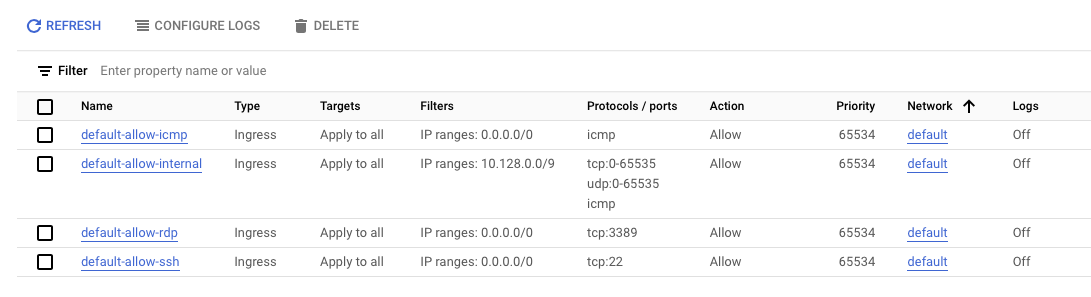 REFRESH CONFIGURE LOGS DELETE
Filter Enter property name or value
Name Type Targets Filters Protocols / ports Action Priority Network Logs
default-allow-icmp Ingress Apply to all IP ranges: 0.0.0.0/0 icmp Allow 65534 default Off
default-allow-internal Ingress Apply to all IP ranges: 10.128.0.0/9 tcp:0-65535 Allow 65534 default Off
udp:0-65535
icmp
default-allow-rdp Ingress Apply to all IP ranges: 0.0.0.0/0 tcp:3389 Allow 65534 default Off
default-allow-ssh Ingress Apply to all IP ranges: 0.0.0.0/0 tcp:22 Allow 65534 default Off